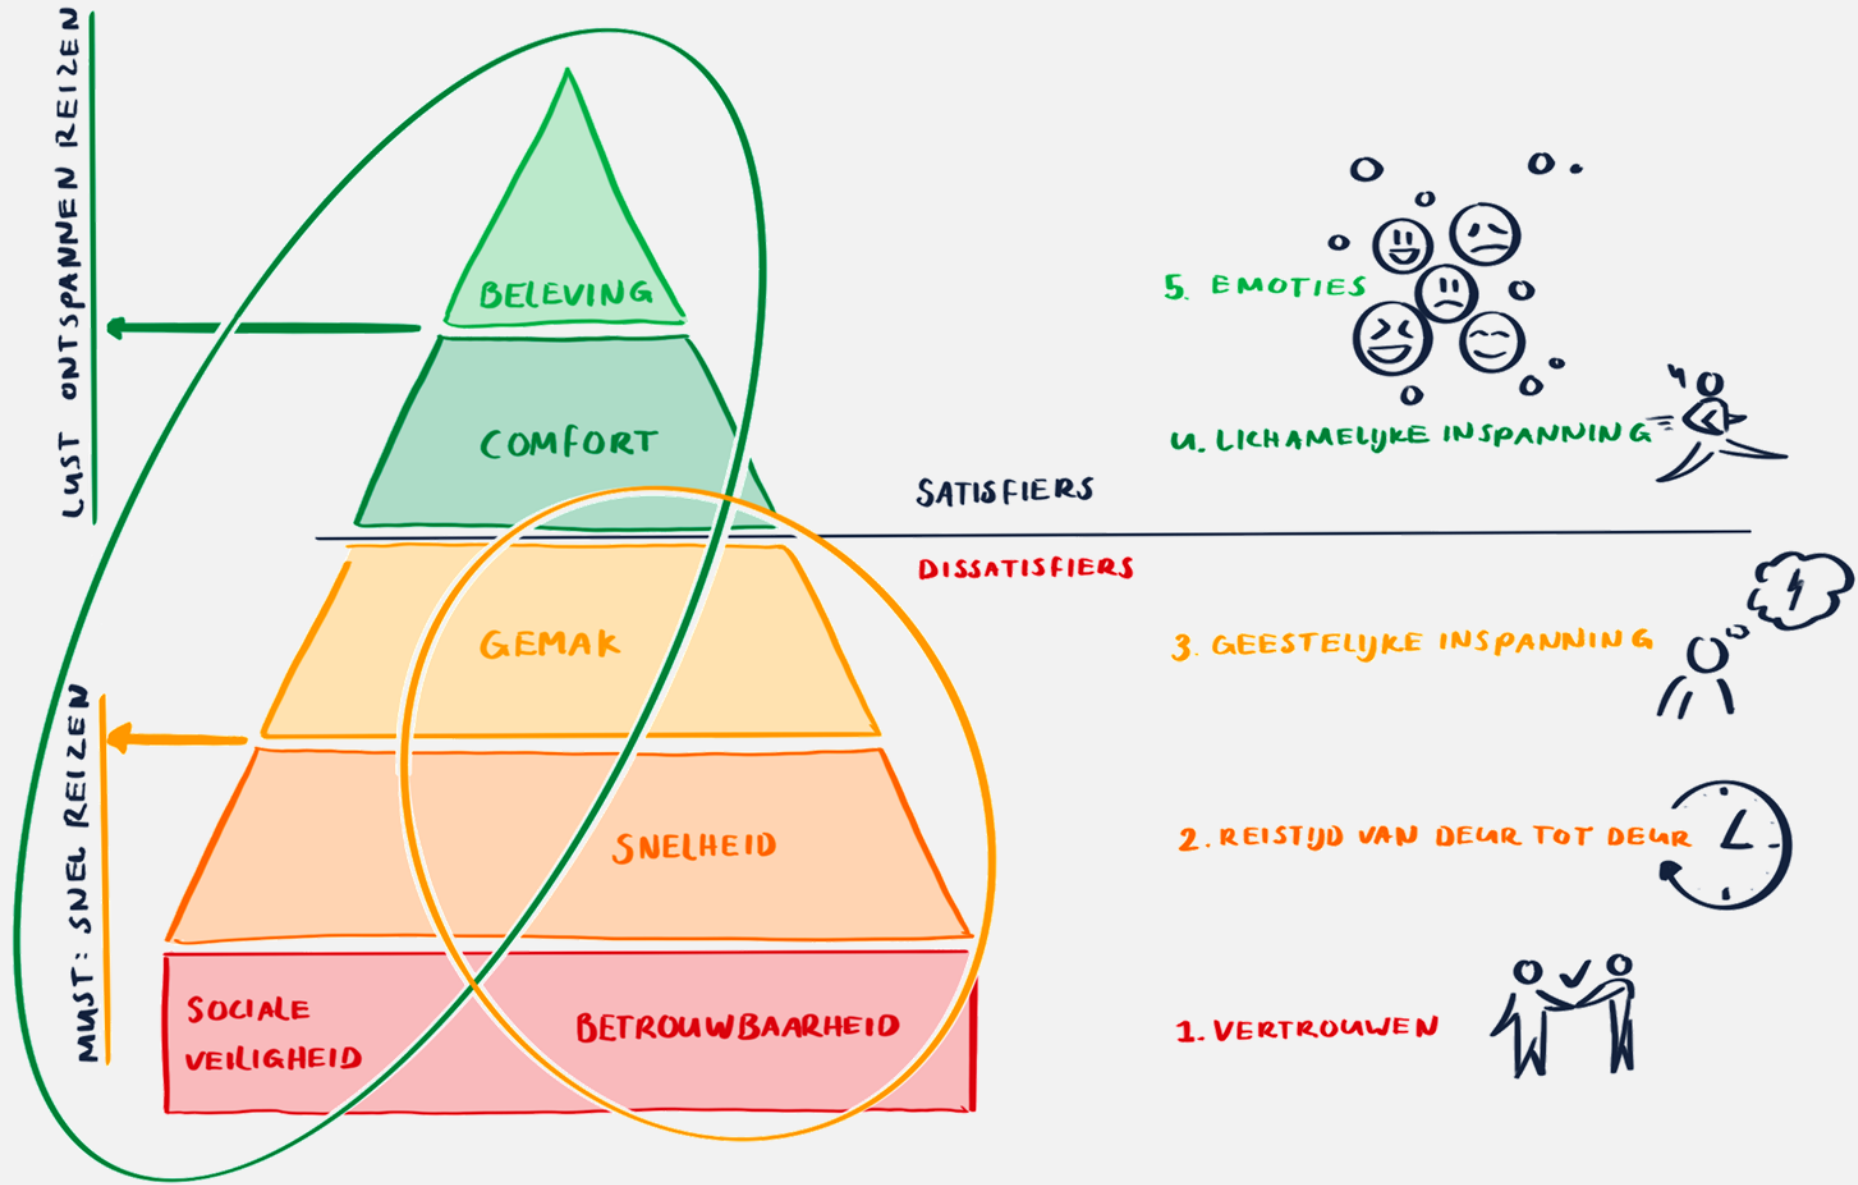 LUST ONTSPANNEN REIZEN
BELEVING
5. EMOTIES
COMFORT
4. LICHAMELIJKE INSPANNING
SATISFIERS
DISSATISFIERS
GEMAK
3. GEESTELIJKE INSPANNING
MUST: SNEL REIZEN
SNELHEID
2. REISTIJD VAN DEUR TOT DEUR
SOCIALE
VEILIGHEID
BETROUWBAARHEID
1. VERTROUWEN